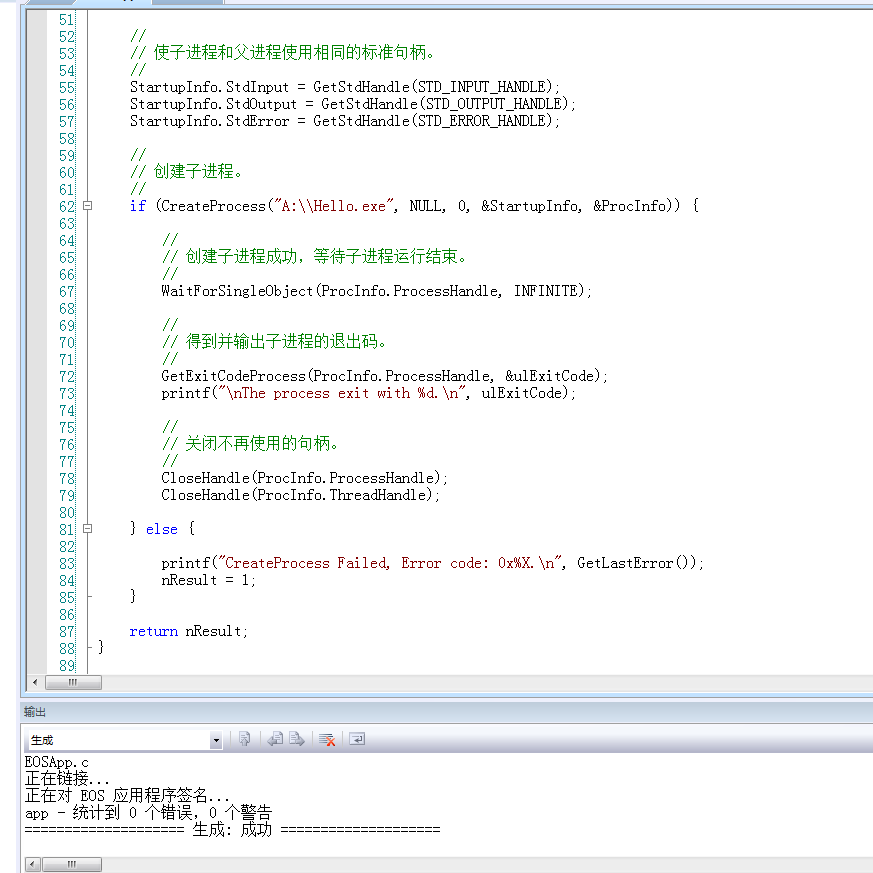 51
52 //
53 // 使子进程和父进程使用相同的标准句柄。
54 //
55 StartupInfo.StdInput = GetStdHandle(STD_INPUT_HANDLE);
56 StartupInfo.StdOutput = GetStdHandle(STD_OUTPUT_HANDLE);
57 StartupInfo.StdError = GetStdHandle(STD_ERROR_HANDLE);
58
59 //
60 // 创建子进程。
61 //
62 if (CreateProcess("A:\\Hello.exe", NULL, 0, &StartupInfo, &ProcInfo)) {
63
64 //
65 // 创建子进程成功，等待子进程运行结束。
66 //
67 WaitForSingleObject(ProcInfo.ProcessHandle, INFINITE);
68
69 //
70 // 得到并输出子进程的退出码。
71 //
72 GetExitCodeProcess(ProcInfo.ProcessHandle, &ulExitCode);
73 printf("\nThe process exit with %d.\n", ulExitCode);
74
75 //
76 // 关闭不再使用的句柄。
77 //
78 CloseHandle(ProcInfo.ProcessHandle);
79 CloseHandle(ProcInfo.ThreadHandle);
80
81 } else {
82
83 printf("CreateProcess Failed, Error code: 0x%X.\n", GetLastError());
84 nResult = 1;
85 }
86
87 return nResult;
88 }
89
输出
生成
EOSApp.c
正在链接...
正在对 EOS 应用程序签名...
app - 统计到 0 个错误，0 个警告
==================== 生成: 成功 ====================